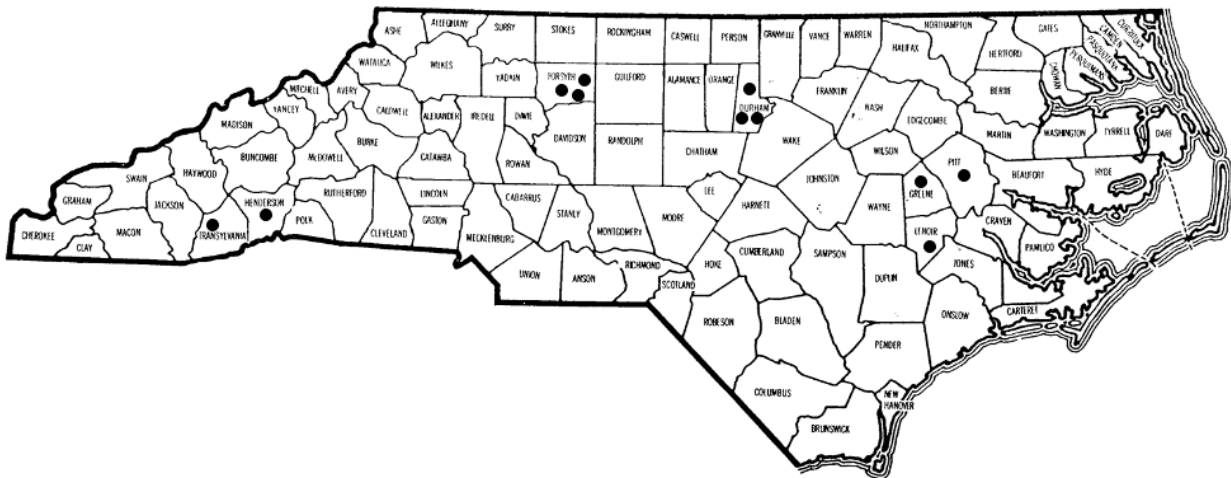 ALLEGHANY
ASHE
SURRY
STOKES
ROCKINGHAM
CASWELL
PERSON
GRANVILLE
VANCE
WARREN
NORTHAMPTON
GATES
CURRITUCK
CAMDEN
PASQUOTANK
PERQUIMANS
CHOWAN
HALIFAX
HERTFORD
WATAUGA
WILKES
YADKIN
FORSYTH
GUILFORD
ALAMANCE
ORANGE
DURHAM
FRANKLIN
NASH
BERTIE
MITCHELL
AVERY
YANCEY
CALDWELL
ALEXANDER
IREDELL
DAVIE
EDGECOMBE
MADISON
DAVIDSON
RANDOLPH
CHATHAM
WAKE
WILSON
MARTIN
WASHINGTON
TYRRELL
DARE
BUNCOMBE
McDOWELL
BURKE
CATAWBA
ROWAN
PITT
SWAIN
HAYWOOD
JOHNSTON
GREENE
BEAUFORT
HYDE
GRAHAM
JACKSON
HENDERSON
RUTHERFORD
LINCOLN
CABARRUS
LEE
HARNETT
WAYNE
CHEROKEE
MACON
TRANSYLVANIA
POLK
CLEVELAND
GASTON
STANLY
MOORE
LENOIR
CRAVEN
CLAY
MECKLENBURG
MONTGOMERY
PAMLICO
UNION
ANSON
RICHMOND
HOKE
CUMBERLAND
SAMPSON
JONES
SCOTLAND
DUPLIN
ROBESON
BLADEN
ONSLOW
CARTERET
PENDER
COLUMBUS
NEW
HANOVER
BRUNSWICK